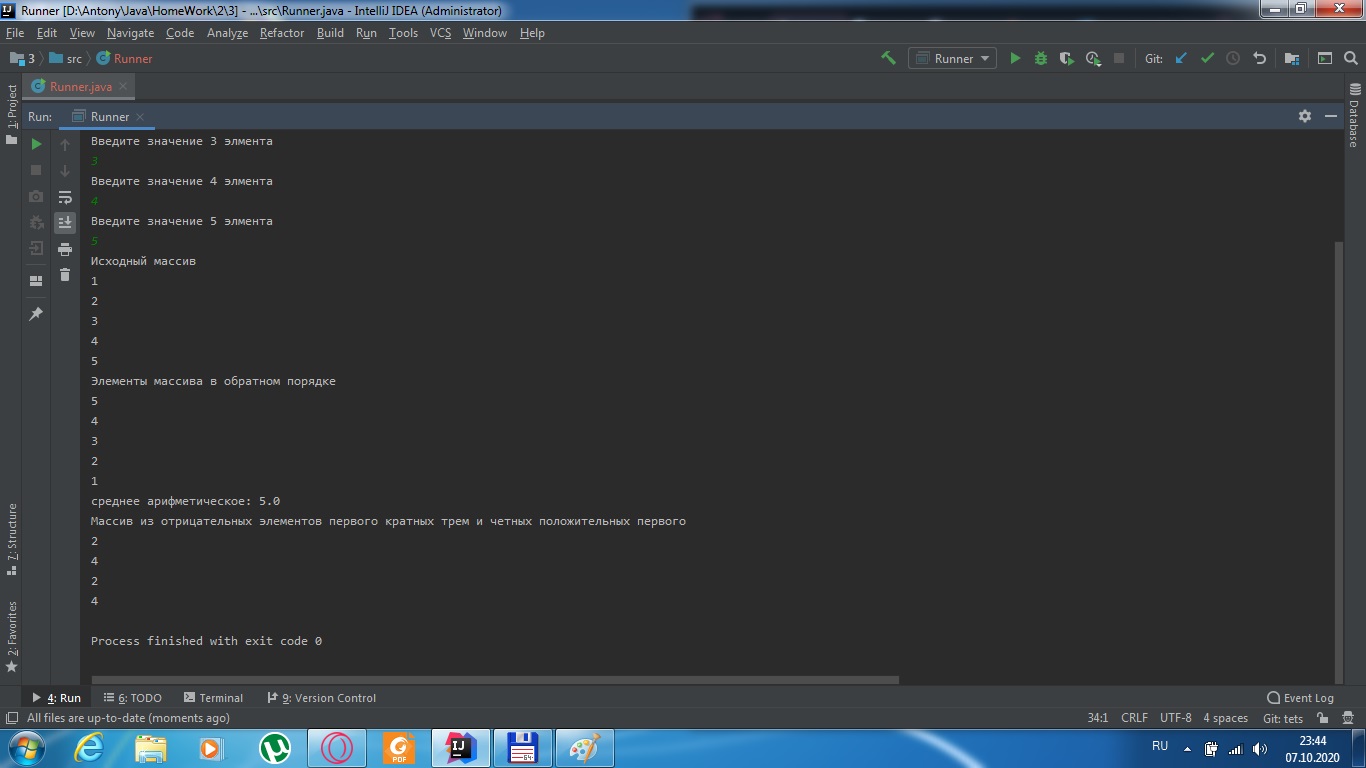 Runner [D:\Antony\Java\HomeWork\2\3] - ...\src\Runner.java - IntelliJ IDEA (Administrator)
File Edit View Navigate Code Analyze Refactor Build Run Tools VCS Window Help
3 src Runner
Runner Git:
Runner.java
1: Project
Database
Run: Runner
Введите значение 3 элмента
3
Введите значение 4 элмента
4
Введите значение 5 элмента
5
Исходный массив
1
2
3
4
5
Элементы массива в обратном порядке
5
4
3
2
1
среднее арифметическое: 5.0
Массив из отрицательных элементов первого кратных трем и четных положительных первого
2
4
2
4
Process finished with exit code 0
7: Structure
2: Favorites
4: Run 6: TODO Terminal 9: Version Control Event Log
All files are up-to-date (moments ago) 34:1 CRLF UTF-8 4 spaces Git: tets
PDF
64
RU 23:44
07.10.2020